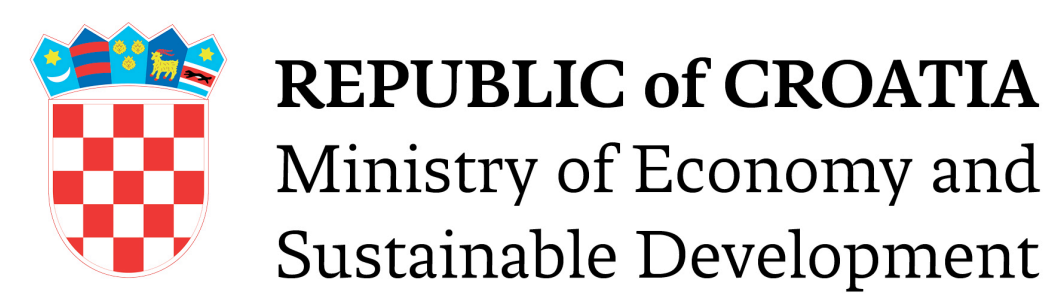 REPUBLIC of CROATIA
Ministry of Economy and
Sustainable Development